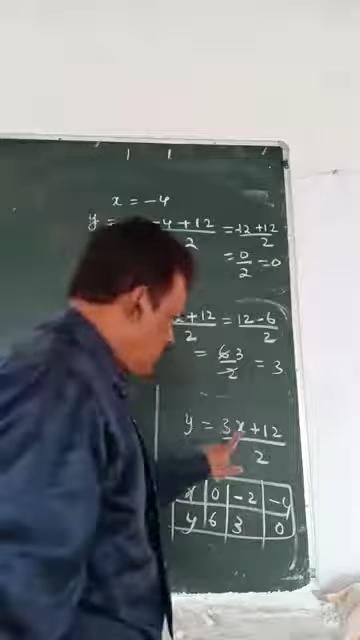 x = -4
y = -4+12/2 = -12+12/2
= 0/2 = 0
x+12/2 = 12-6/2
= 63/2 = 3
y = 3x+12/2
x | 0 | -2 | -4
y | 6 | 3 | 0